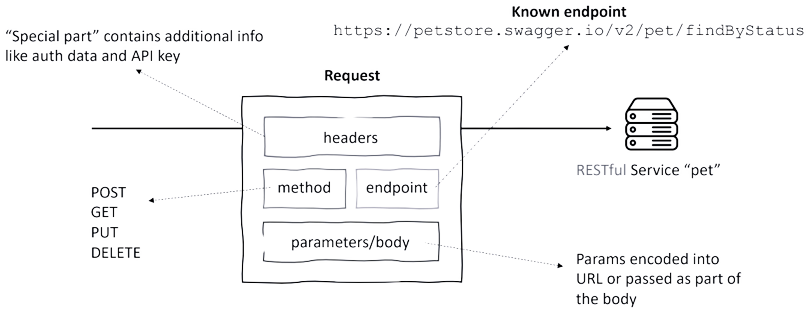 Known endpoint
https://petstore.swagger.io/v2/pet/findByStatus
“Special part” contains additional info
like auth data and API key
Request
headers
method
endpoint
parameters/body
POST
GET
PUT
DELETE
RESTful Service “pet”
Params encoded into
URL or passed as part of
the body